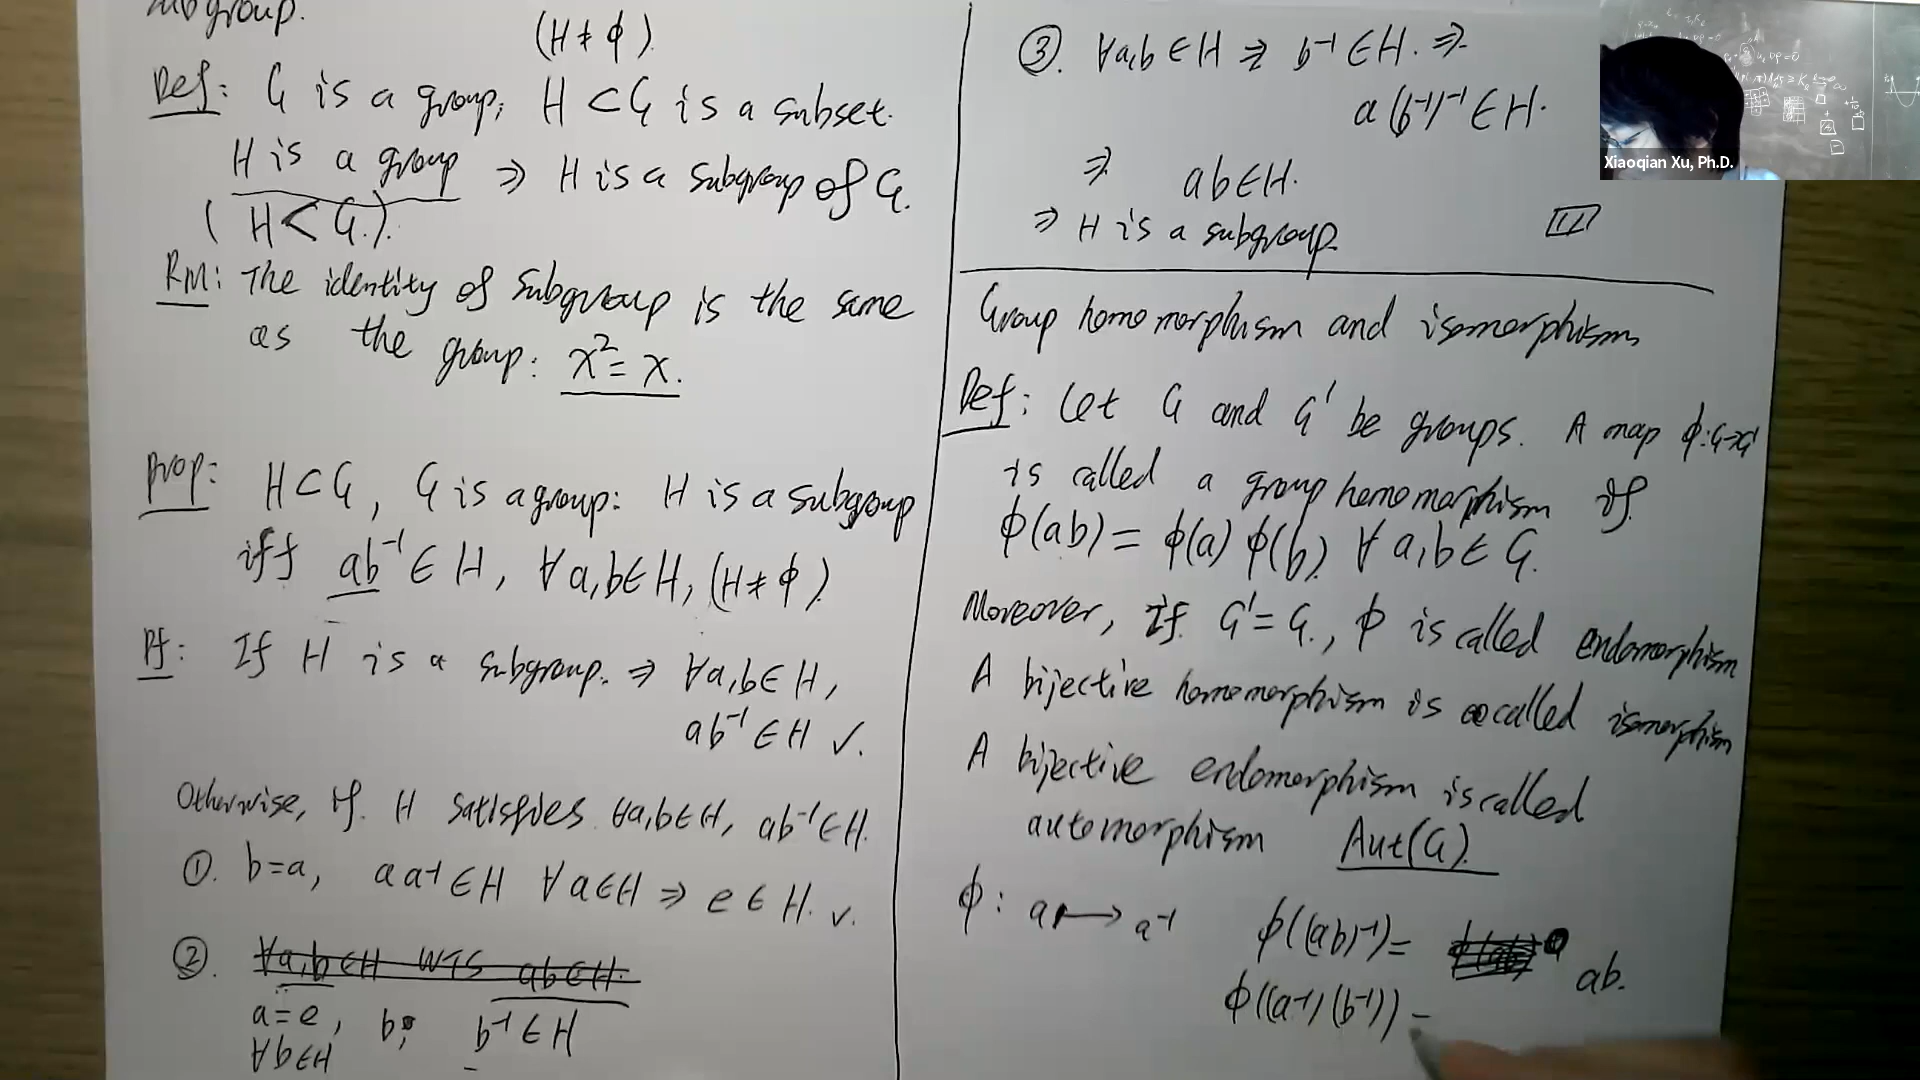 subgroup.
(H ≠ ϕ).
Def: G is a group, H ⊂ G is a subset.
H is a group ⇒ H is a subgroup of G.
( H < G.).
RM: The identity of subgroup is the same
as the group: x² = x.
prop: H ⊂ G, G is a group: H is a subgroup
iff ab⁻¹ ∈ H, ∀a,b∈H, (H ≠ ϕ)
Pf: If H is a subgroup. ⇒ ∀a,b∈H,
ab⁻¹ ∈ H ✓.
Otherwise, if H satisfies ∀a,b∈H, ab⁻¹∈H.
①. b=a, aa⁻¹ ∈ H ∀a∈H ⇒ e ∈ H. ✓.
②. ∀a,b∈H WTS ab∈H.
a=e, b, b⁻¹ ∈ H
∀b∈H
③. ∀a,b ∈ H ⇒ b⁻¹ ∈ H. ⇒
a(b⁻¹)⁻¹ ∈ H.
⇒ ab∈H.
⇒ H is a subgroup.
Group homomorphism and isomorphism
Def: Let G and G' be groups. A map ϕ:G→G'
is called a group homomorphism if
ϕ(ab) = ϕ(a) ϕ(b). ∀ a,b ∈ G.
Moreover, If G'=G., ϕ is called endomorphism
A bijective homomorphism is called isomorphism
A bijective endomorphism is called
automorphism Aut(G).
ϕ: a ↦ a⁻¹ ϕ((ab)⁻¹) = ab.
ϕ((a⁻¹)(b⁻¹)) =
Xiaoqian Xu, Ph.D.